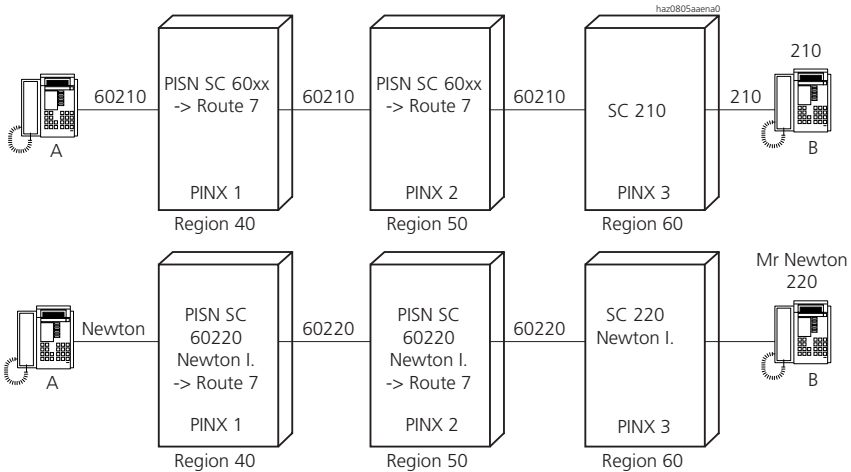 haz0805aaena0
210
60210
PISN SC 60xx
-> Route 7
60210
PISN SC 60xx
-> Route 7
60210
SC 210
210
A
B
PINX 1
PINX 2
PINX 3
Region 40
Region 50
Region 60
Mr Newton
220
Newton
PISN SC
60220
Newton I.
-> Route 7
60220
PISN SC
60220
Newton I.
-> Route 7
60220
SC 220
Newton I.
A
B
PINX 1
PINX 2
PINX 3
Region 40
Region 50
Region 60